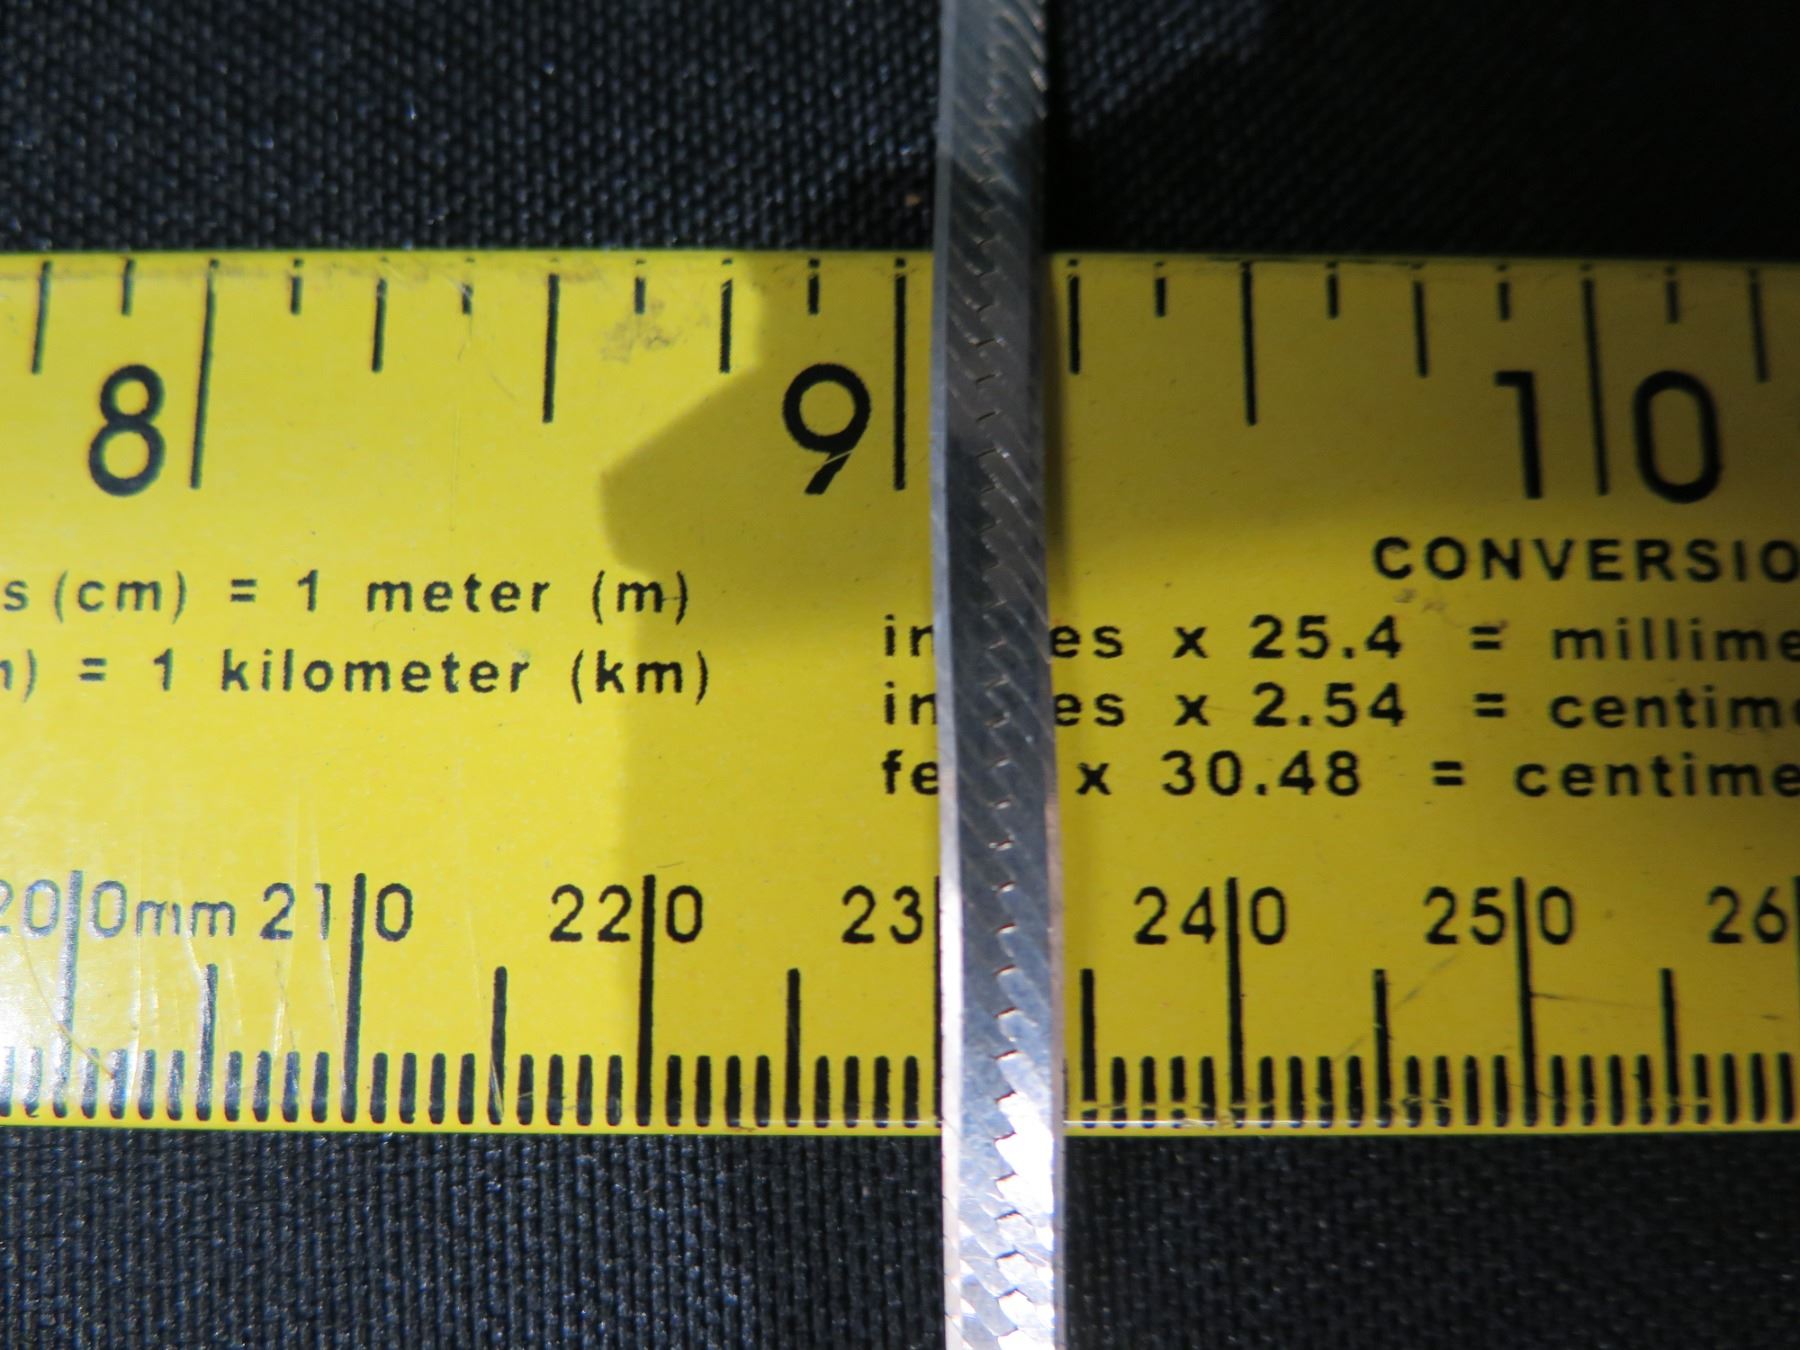 8 9 10
s (cm) = 1 meter (m)
) = 1 kilometer (km)
CONVERSIO
in es x 25.4 = millime
in es x 2.54 = centim
fe x 30.48 = centime
200mm 210 220 23 240 250 26